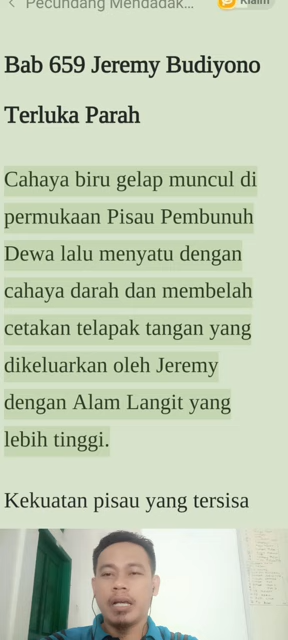 Pecundang Mendadak...
Klaim
Bab 659 Jeremy Budiyono
Terluka Parah
Cahaya biru gelap muncul di
permukaan Pisau Pembunuh
Dewa lalu menyatu dengan
cahaya darah dan membelah
cetakan telapak tangan yang
dikeluarkan oleh Jeremy
dengan Alam Langit yang
lebih tinggi.
Kekuatan pisau yang tersisa